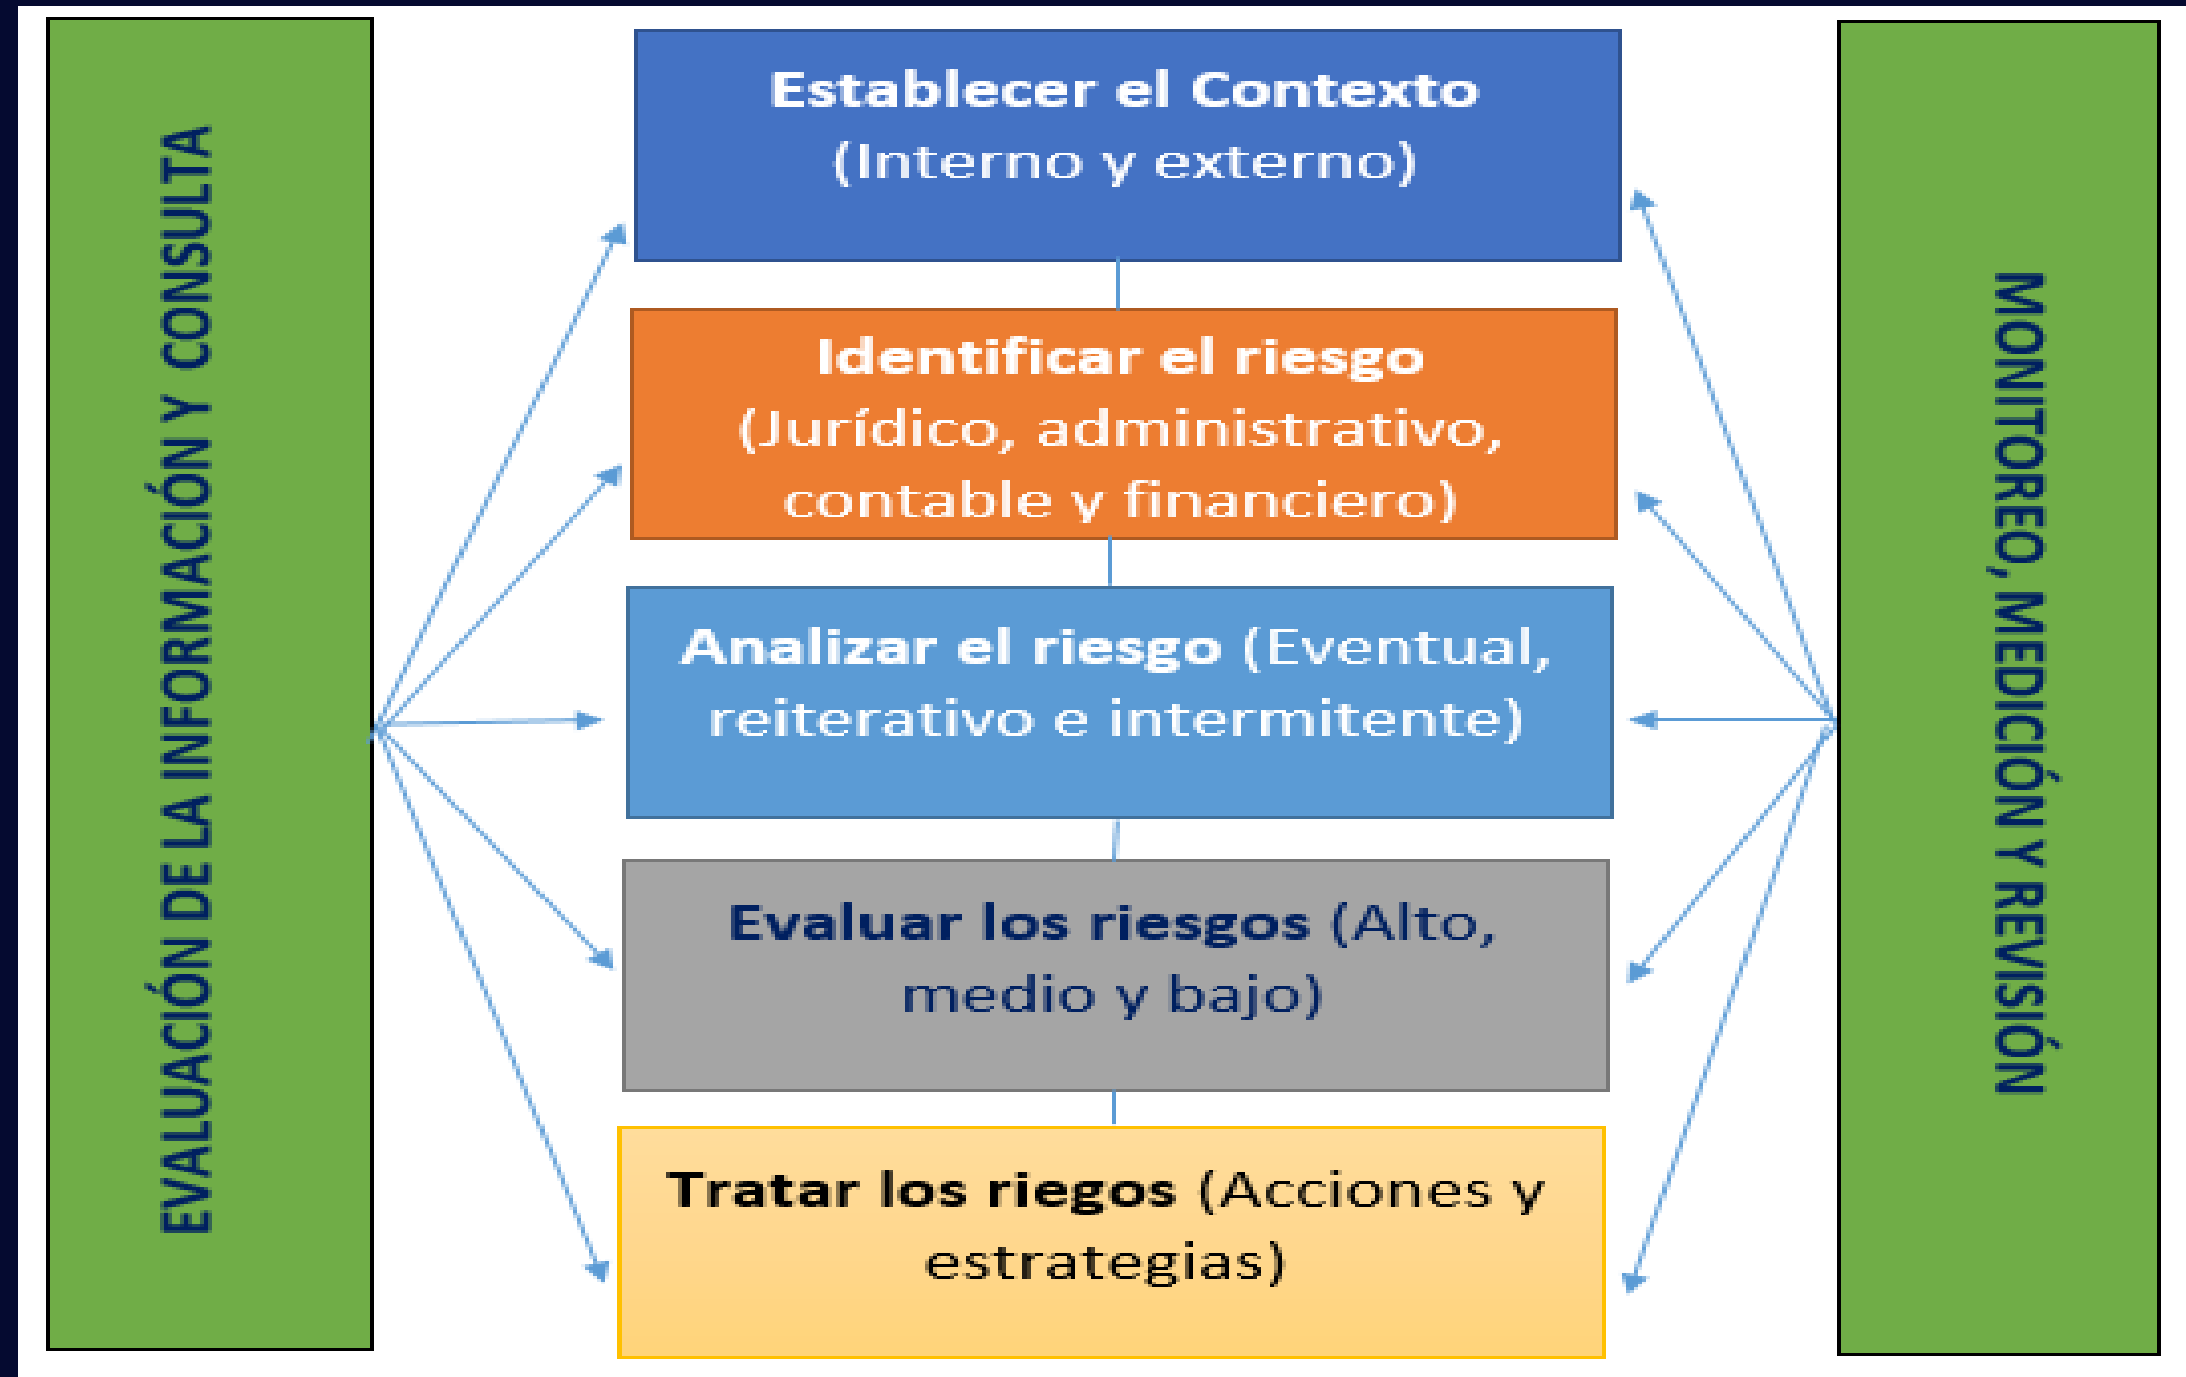 EVALUACIÓN DE LA INFORMACIÓN Y CONSULTA
Establecer el Contexto
(Interno y externo)
Identificar el riesgo
(Jurídico, administrativo,
contable y financiero)
Analizar el riesgo (Eventual,
reiterativo e intermitente)
Evaluar los riesgos (Alto,
medio y bajo)
Tratar los riegos (Acciones y
estrategias)
MONITOREO, MEDICIÓN Y REVISIÓN